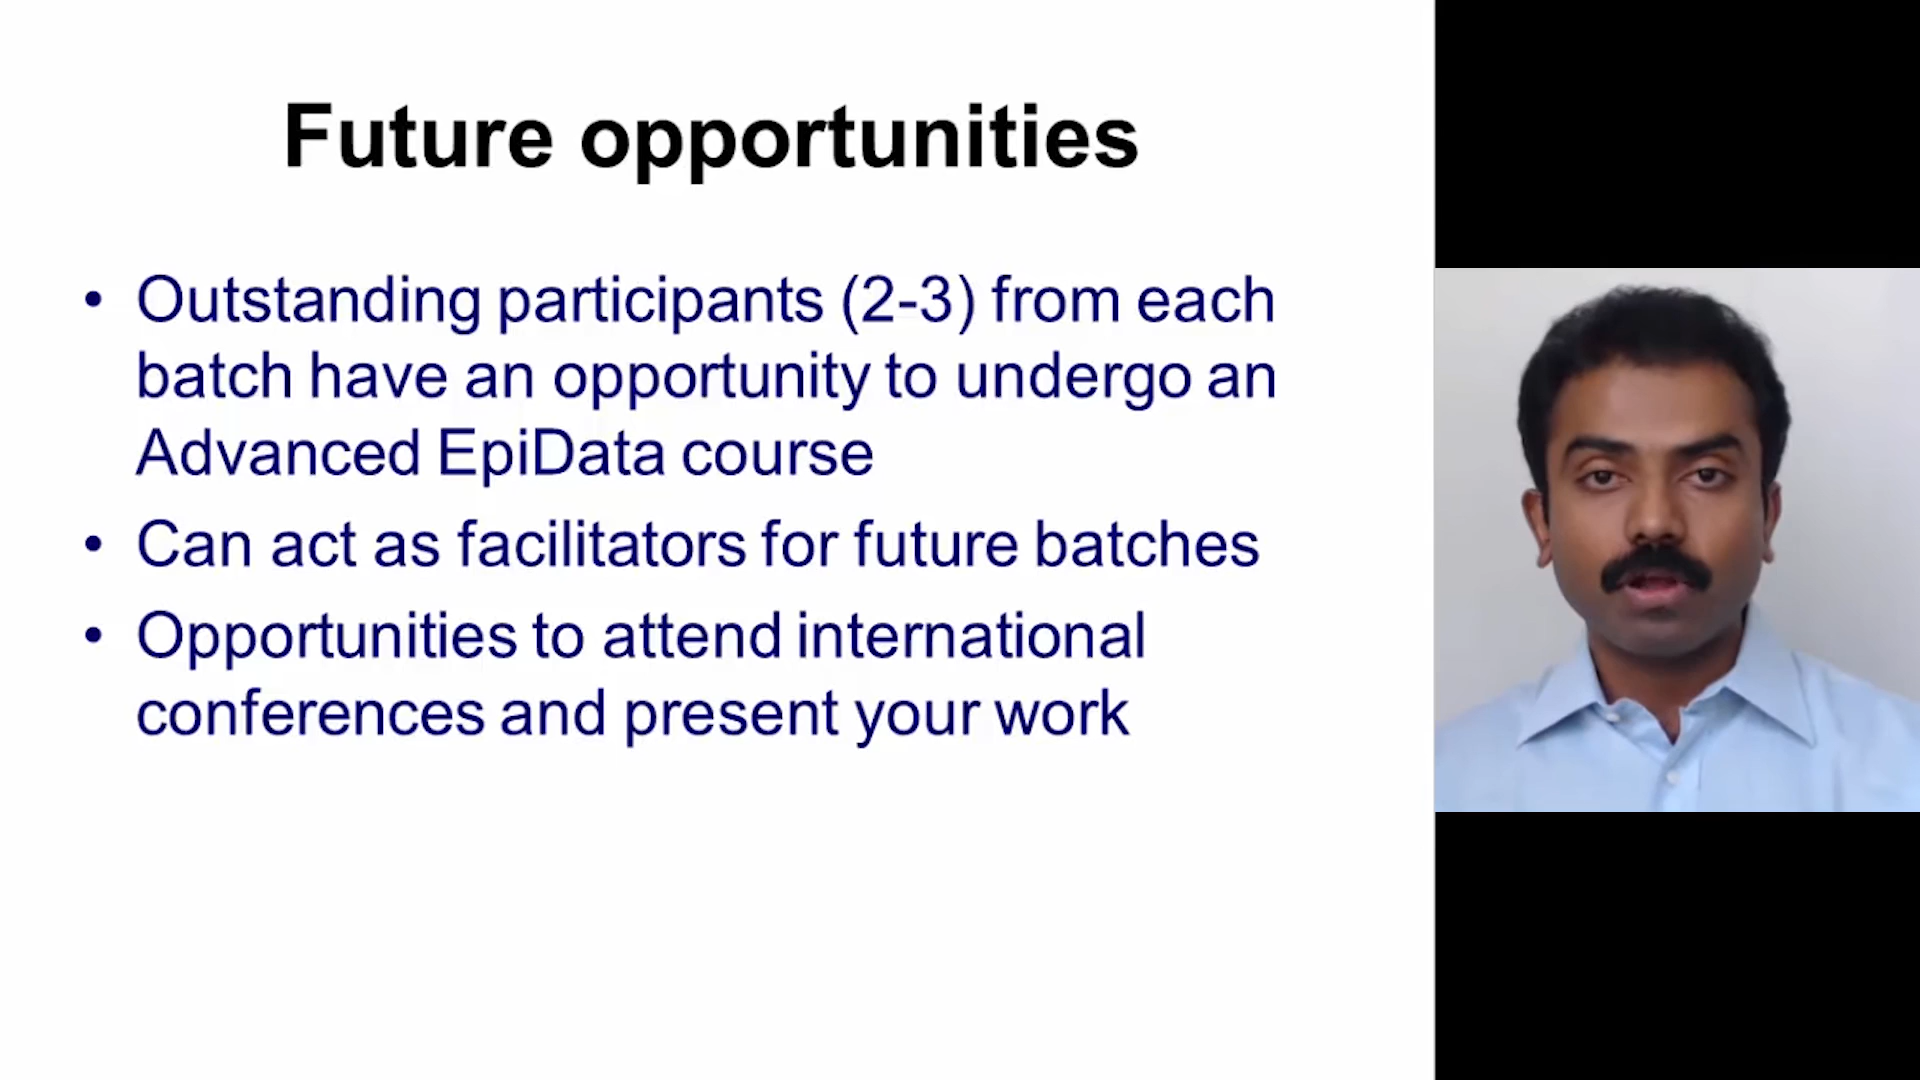 Future opportunities
• Outstanding participants (2-3) from each
batch have an opportunity to undergo an
Advanced EpiData course
• Can act as facilitators for future batches
• Opportunities to attend international
conferences and present your work